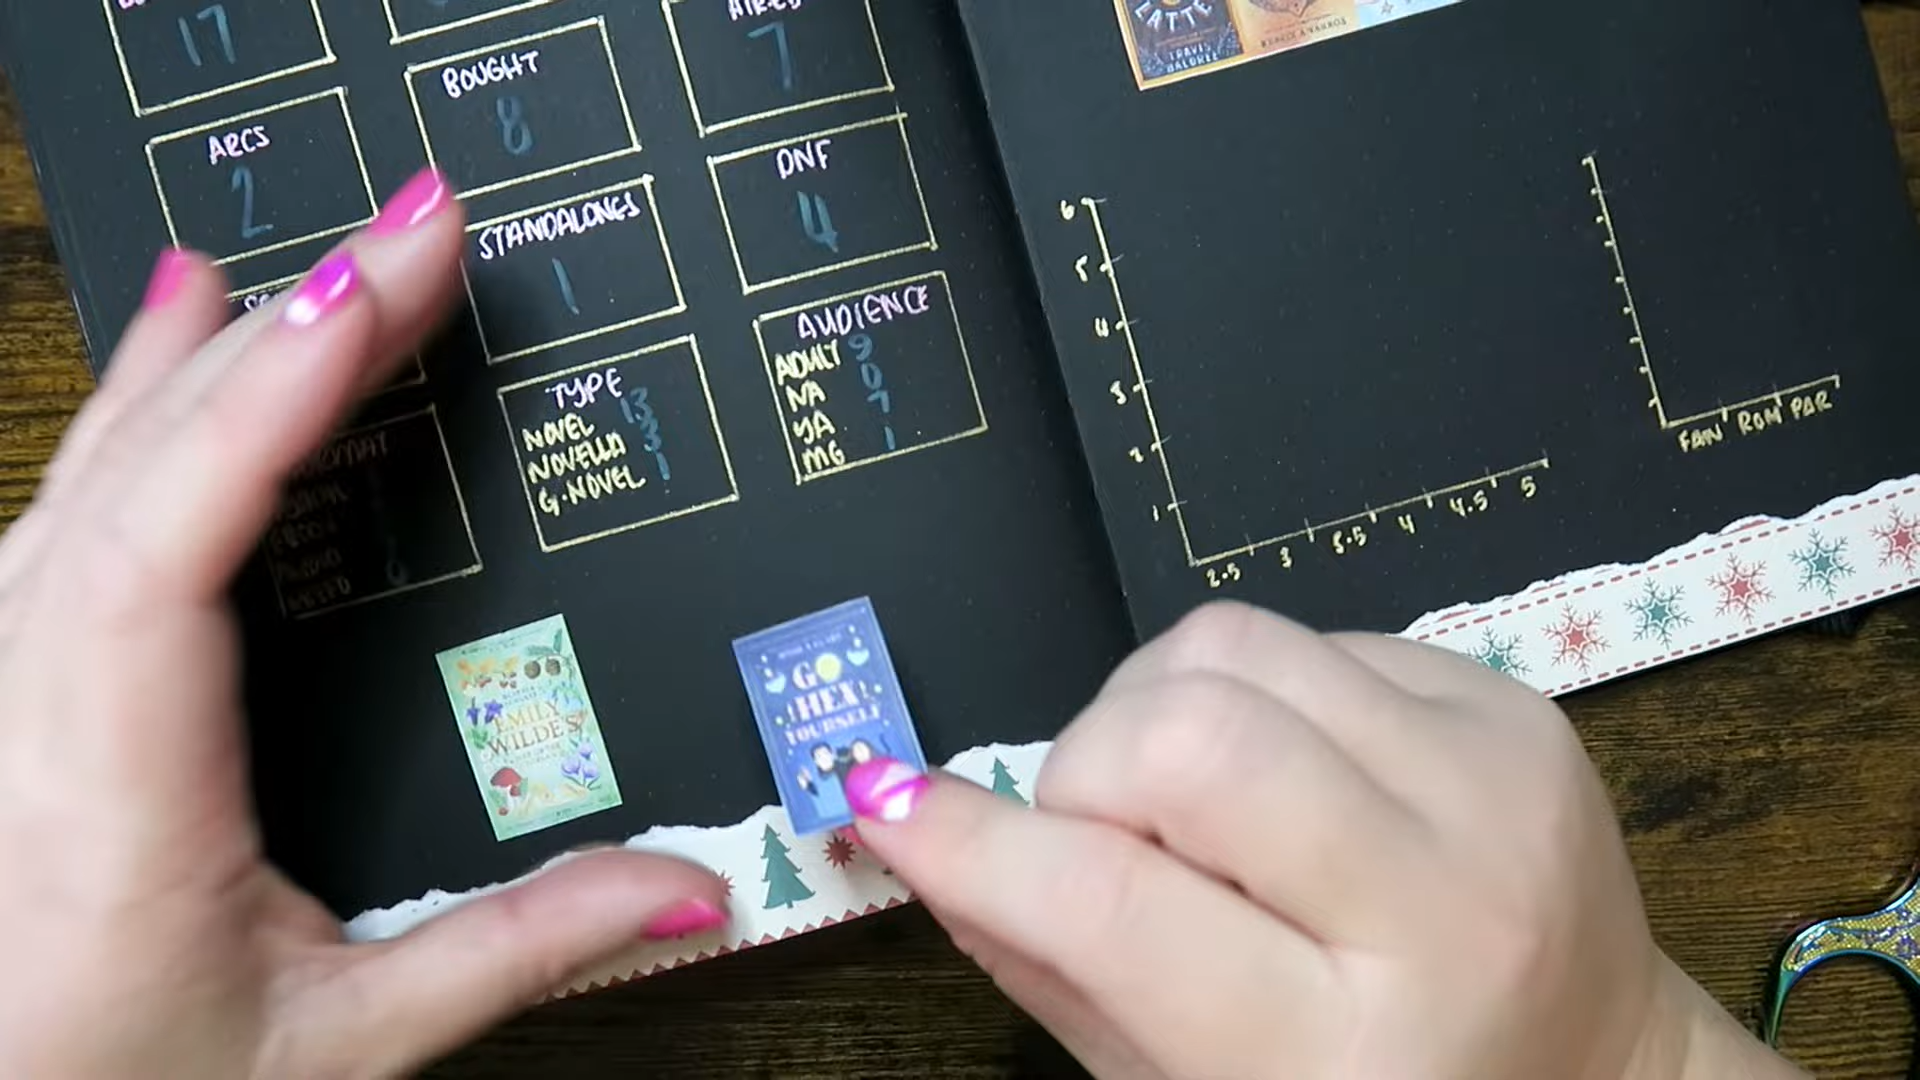 17
BOUGHT
8
7
ARCS
2
STANDALONES
1
DNF
4
TYPE
NOVEL 13
NOVELLA 3
G.NOVEL 1
AUDIENCE
ADULT 9
NA 0
YA 7
MG 1
EMILY
WILDE'S
GO
HEX
YOURSELF
LATTE
TRAVIS
BALDREE
6
5
4
3
2
1
2.5 3 3.5 4 4.5 5
FAN ROM PAR